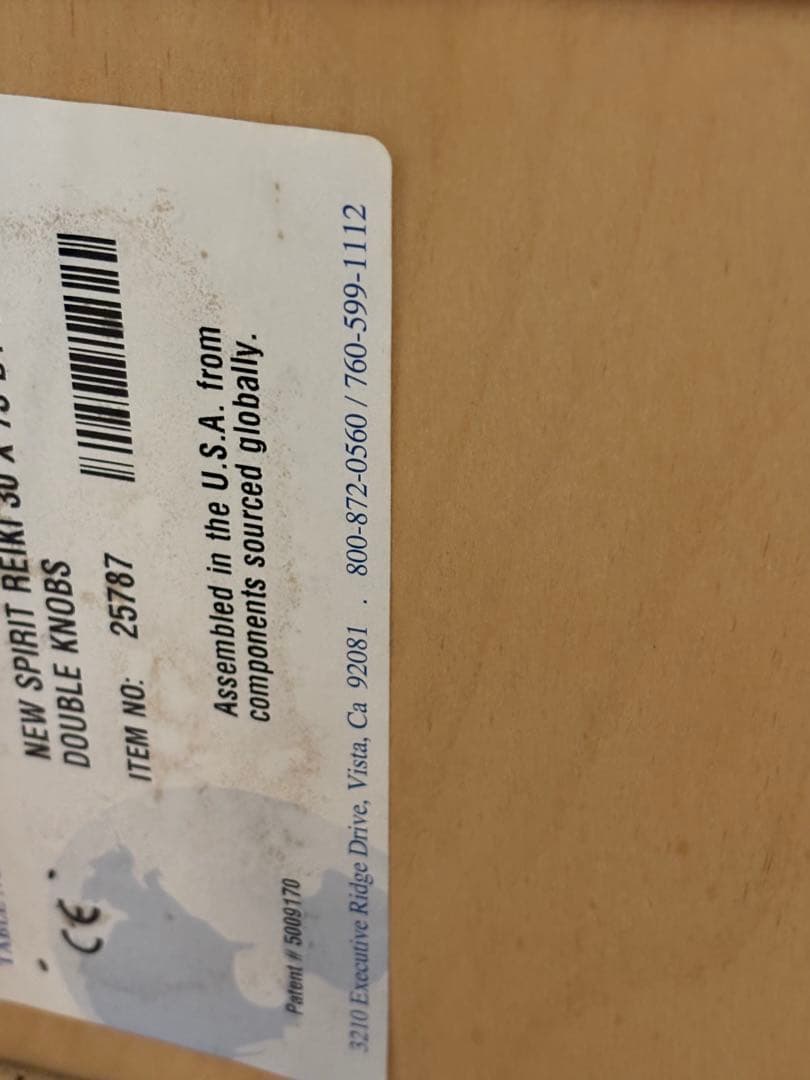 NEW SPIRIT REIKI 30 X
DOUBLE KNOBS
ITEM NO: 25787
Assembled in the U.S.A. from
components sourced globally.
CE
Patent # 5009170
3210 Executive Ridge Drive, Vista, Ca 92081 . 800-872-0560 / 760-599-1112